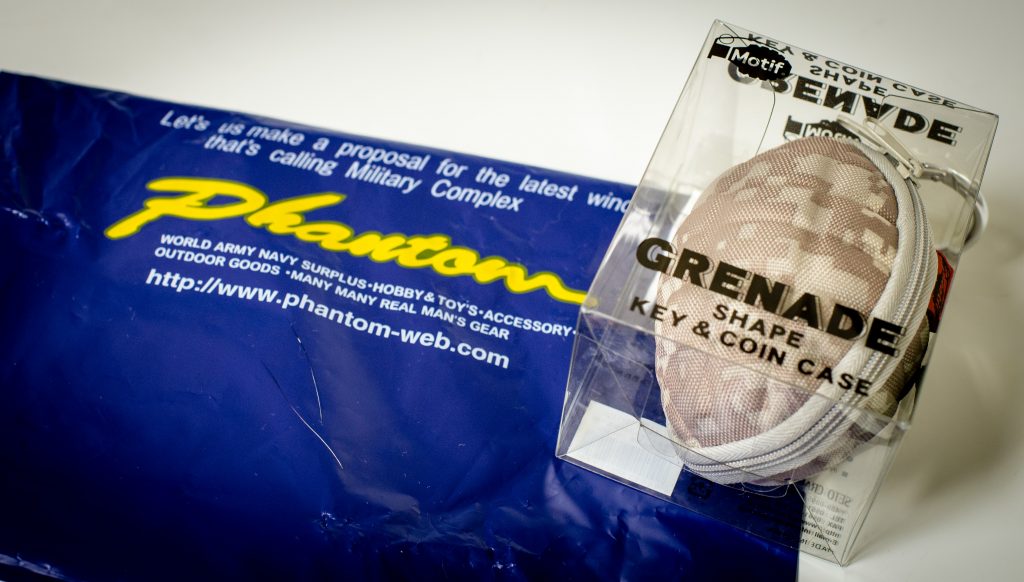 Let's us make a proposal for the latest wind
that's calling Military Complex
Phantom
WORLD ARMY NAVY SURPLUS・HOBBY & TOY'S・ACCESSORY・
OUTDOOR GOODS・MANY MANY REAL MAN'S GEAR
http://www.phantom-web.com
Motif
KEY & COIN CASE
SHAPE
GRENADE
GRENADE
SHAPE
KEY & COIN CASE